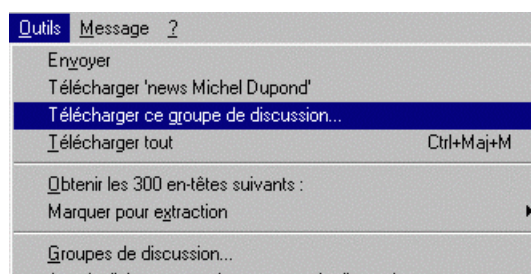 Outils Message ?
Envoyer
Télécharger 'news Michel Dupond'
Télécharger ce groupe de discussion...
Télécharger tout Ctrl+Maj+M
Obtenir les 300 en-têtes suivants :
Marquer pour extraction
Groupes de discussion...